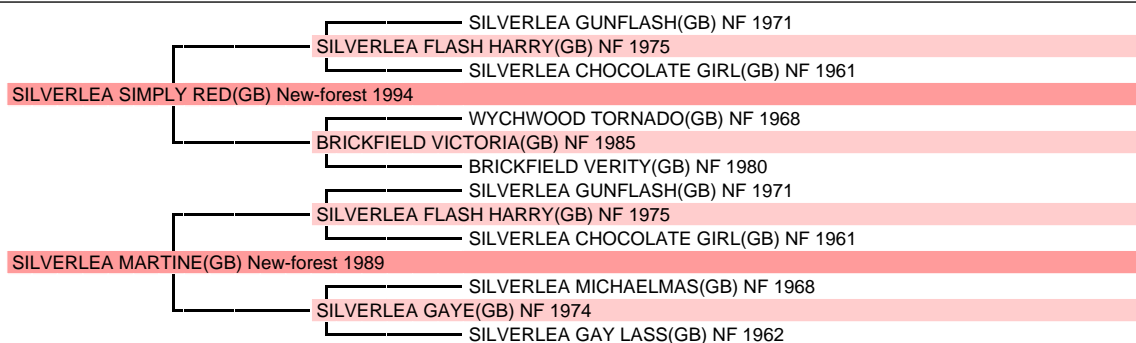 SILVERLEA GUNFLASH(GB) NF 1971
SILVERLEA FLASH HARRY(GB) NF 1975
SILVERLEA CHOCOLATE GIRL(GB) NF 1961
SILVERLEA SIMPLY RED(GB) New-forest 1994
WYCHWOOD TORNADO(GB) NF 1968
BRICKFIELD VICTORIA(GB) NF 1985
BRICKFIELD VERITY(GB) NF 1980
SILVERLEA GUNFLASH(GB) NF 1971
SILVERLEA FLASH HARRY(GB) NF 1975
SILVERLEA CHOCOLATE GIRL(GB) NF 1961
SILVERLEA MARTINE(GB) New-forest 1989
SILVERLEA MICHAELMAS(GB) NF 1968
SILVERLEA GAYE(GB) NF 1974
SILVERLEA GAY LASS(GB) NF 1962